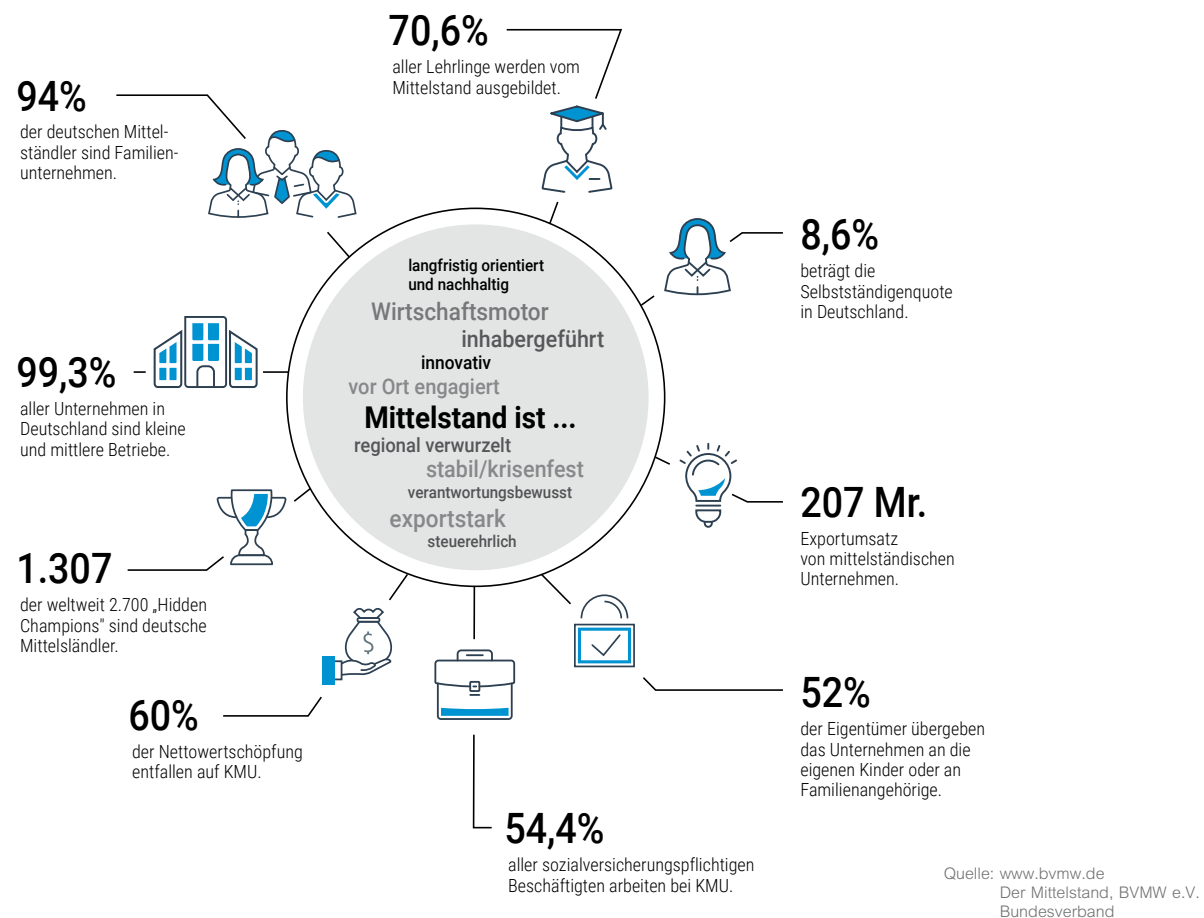 70,6%
aller Lehrlinge werden vom
Mittelstand ausgebildet.
94%
der deutschen Mittel-
ständler sind Familien-
unternehmen.
8,6%
beträgt die
Selbstständigenquote
in Deutschland.
99,3%
aller Unternehmen in
Deutschland sind kleine
und mittlere Betriebe.
langfristig orientiert
und nachhaltig
Wirtschaftsmotor
inhabergeführt
innovativ
vor Ort engagiert
Mittelstand ist ...
regional verwurzelt
stabil/krisenfest
verantwortungsbewusst
exportstark
steuerehrlich
207 Mr.
Exportumsatz
von mittelständischen
Unternehmen.
1.307
der weltweit 2.700 „Hidden
Champions" sind deutsche
Mittelsländler.
$
60%
der Nettowertschöpfung
entfallen auf KMU.
52%
der Eigentümer übergeben
das Unternehmen an die
eigenen Kinder oder an
Familienangehörige.
54,4%
aller sozialversicherungspflichtigen
Beschäftigten arbeiten bei KMU.
Quelle: www.bvmw.de
Der Mittelstand, BVMW e.V.
Bundesverband